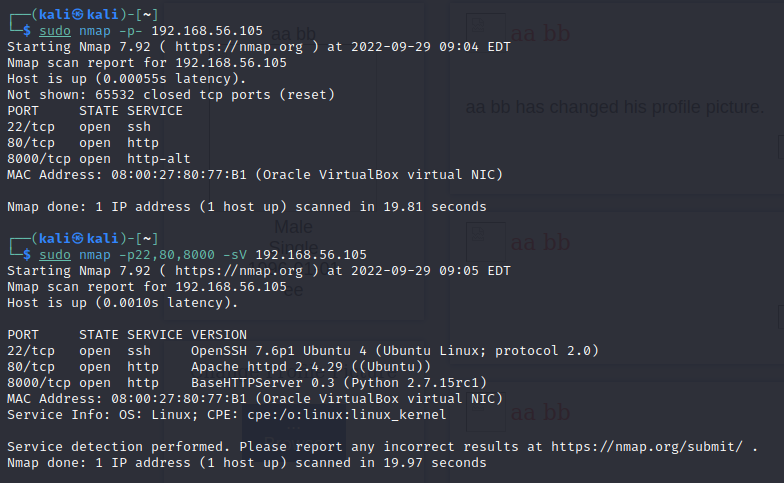 ┌──(kali㉿kali)-[~]
└─$ sudo nmap -p- 192.168.56.105
Starting Nmap 7.92 ( https://nmap.org ) at 2022-09-29 09:04 EDT
Nmap scan report for 192.168.56.105
Host is up (0.00055s latency).
Not shown: 65532 closed tcp ports (reset)
PORT     STATE SERVICE
22/tcp   open  ssh
80/tcp   open  http
8000/tcp open  http-alt
MAC Address: 08:00:27:80:77:B1 (Oracle VirtualBox virtual NIC)
Nmap done: 1 IP address (1 host up) scanned in 19.81 seconds
┌──(kali㉿kali)-[~]
└─$ sudo nmap -p22,80,8000 -sV 192.168.56.105
Starting Nmap 7.92 ( https://nmap.org ) at 2022-09-29 09:05 EDT
Nmap scan report for 192.168.56.105
Host is up (0.0010s latency).
PORT     STATE SERVICE VERSION
22/tcp   open  ssh     OpenSSH 7.6p1 Ubuntu 4 (Ubuntu Linux; protocol 2.0)
80/tcp   open  http    Apache httpd 2.4.29 ((Ubuntu))
8000/tcp open  http    BaseHTTPServer 0.3 (Python 2.7.15rc1)
MAC Address: 08:00:27:80:77:B1 (Oracle VirtualBox virtual NIC)
Service Info: OS: Linux; CPE: cpe:/o:linux:linux_kernel
Service detection performed. Please report any incorrect results at https://nmap.org/submit/ .
Nmap done: 1 IP address (1 host up) scanned in 19.97 seconds
aa bb
Male
Single
ee
aa bb
aa bb has changed his profile picture.
aa bb
aa bb